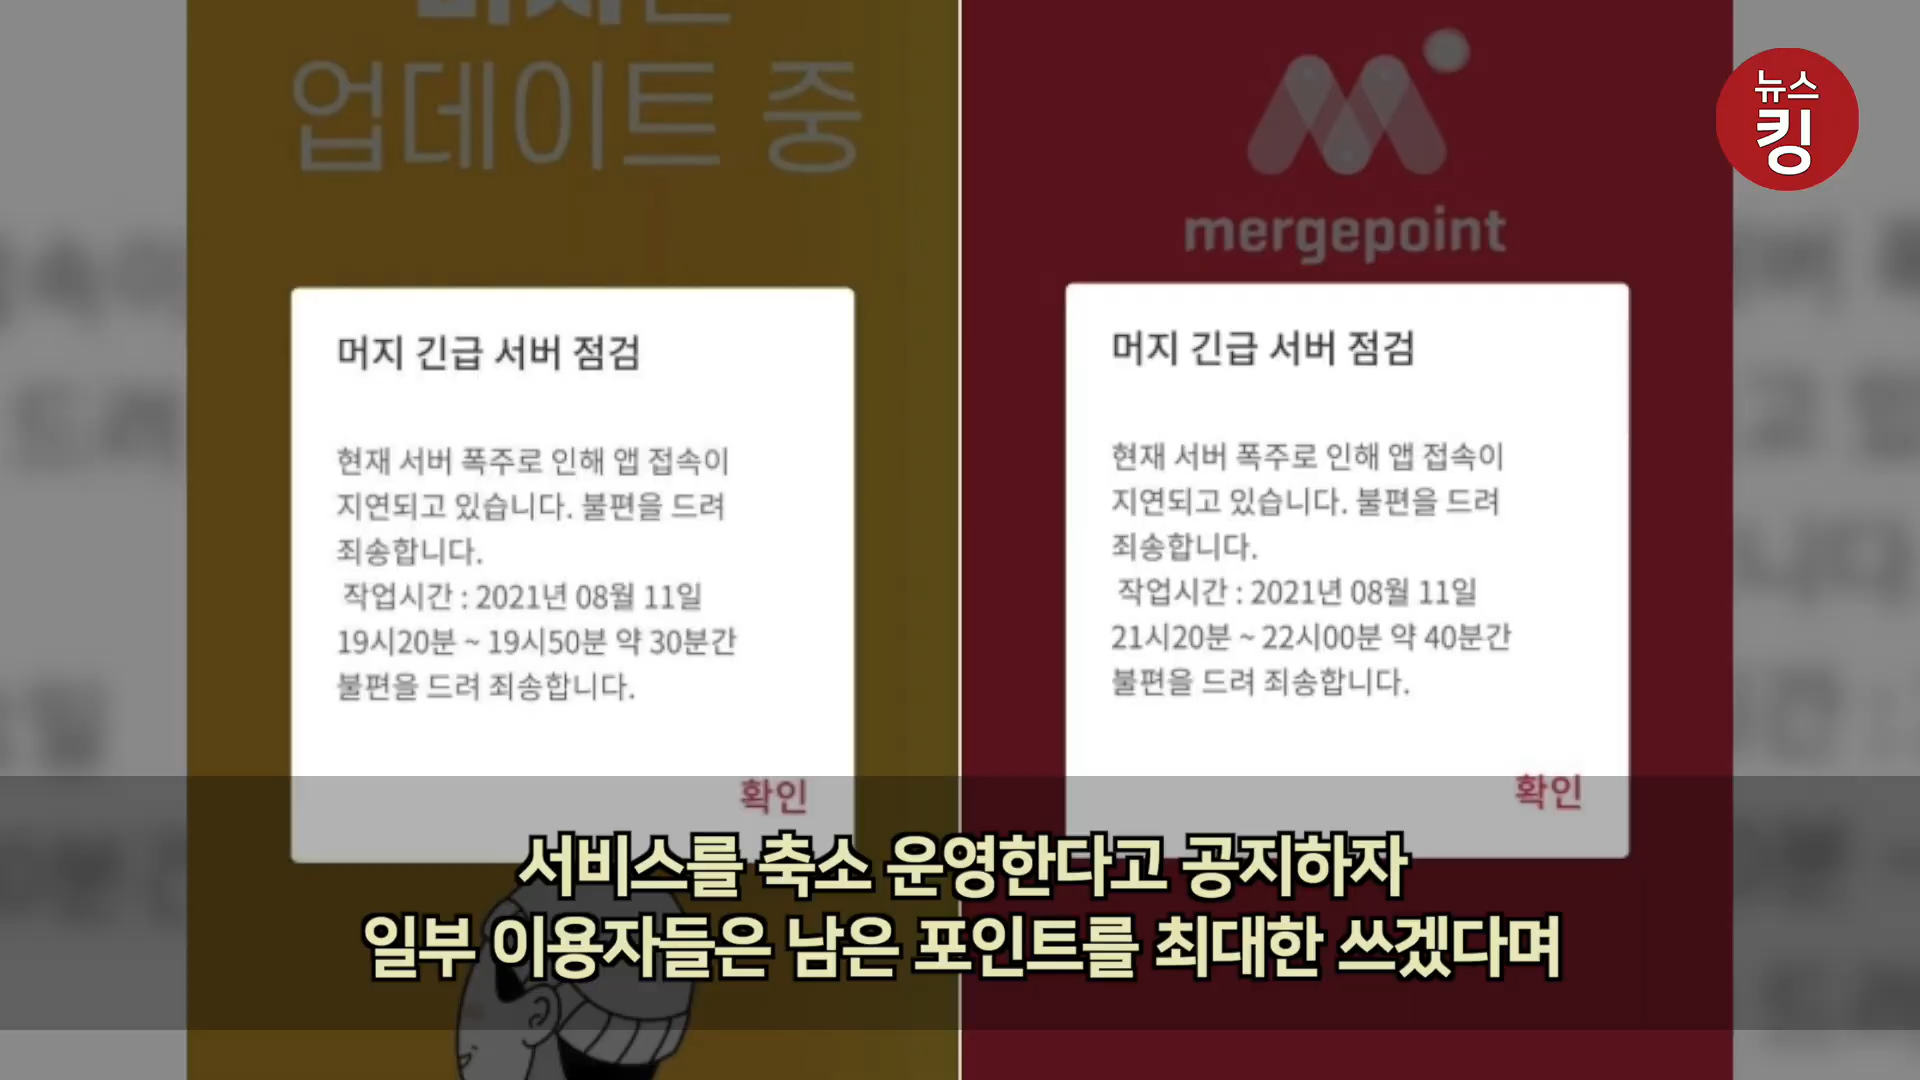 업데이트 중
머지 긴급 서버 점검
현재 서버 폭주로 인해 앱 접속이
지연되고 있습니다. 불편을 드려
죄송합니다.
작업시간 : 2021년 08월 11일
19시20분 ~ 19시50분 약 30분간
불편을 드려 죄송합니다.
확인
mergepoint
머지 긴급 서버 점검
현재 서버 폭주로 인해 앱 접속이
지연되고 있습니다. 불편을 드려
죄송합니다.
작업시간 : 2021년 08월 11일
21시20분 ~ 22시00분 약 40분간
불편을 드려 죄송합니다.
확인
뉴스
킹
서비스를 축소 운영한다고 공지하자
일부 이용자들은 남은 포인트를 최대한 쓰겠다며